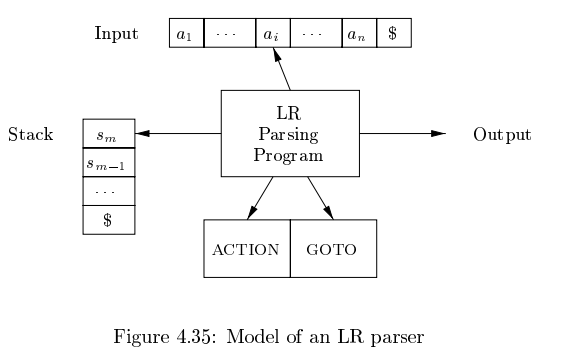 Input a₁ ··· aᵢ ··· aₙ $
LR
Parsing
Program
Stack
Output
sₘ
sₘ₋₁
···
$
ACTION GOTO
Figure 4.35: Model of an LR parser